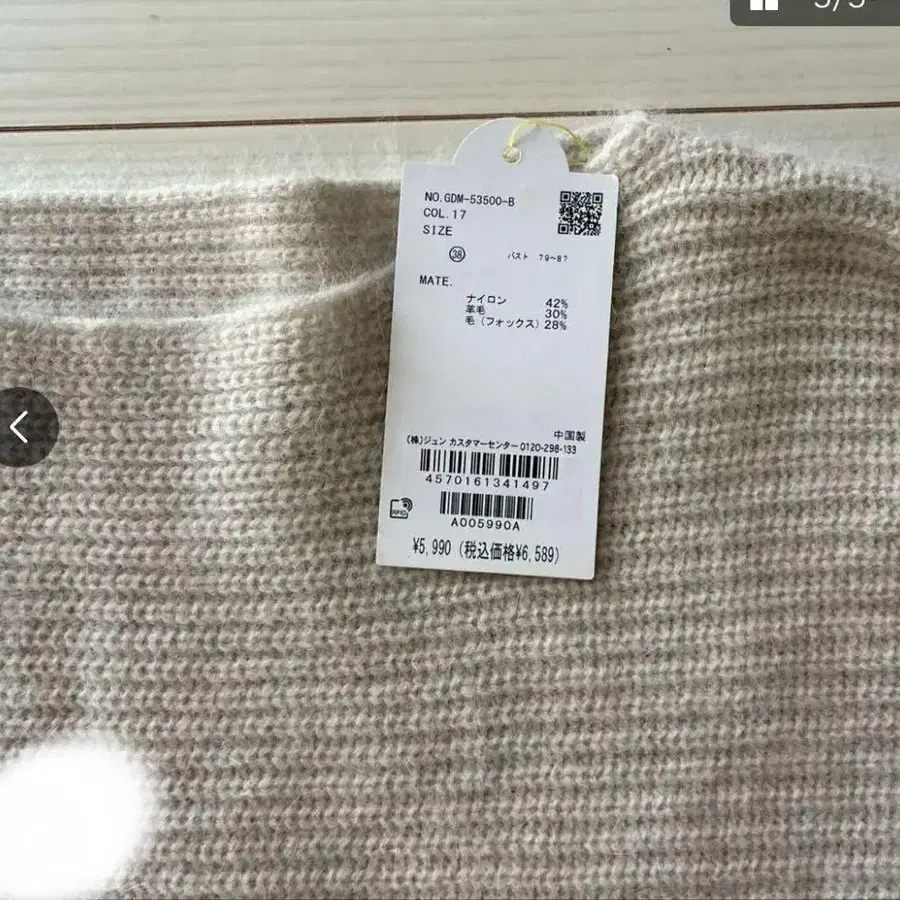 NO.GDM-53500-B
COL.17
SIZE
38 バスト 79~87
MATE.
ナイロン 42%
羊毛 30%
毛(フォックス) 28%
中国製
(株)ジュン カスタマーセンター 0120-298-133
4570161341497
RFID
A005990A
¥5,990 (税込価格¥6,589)